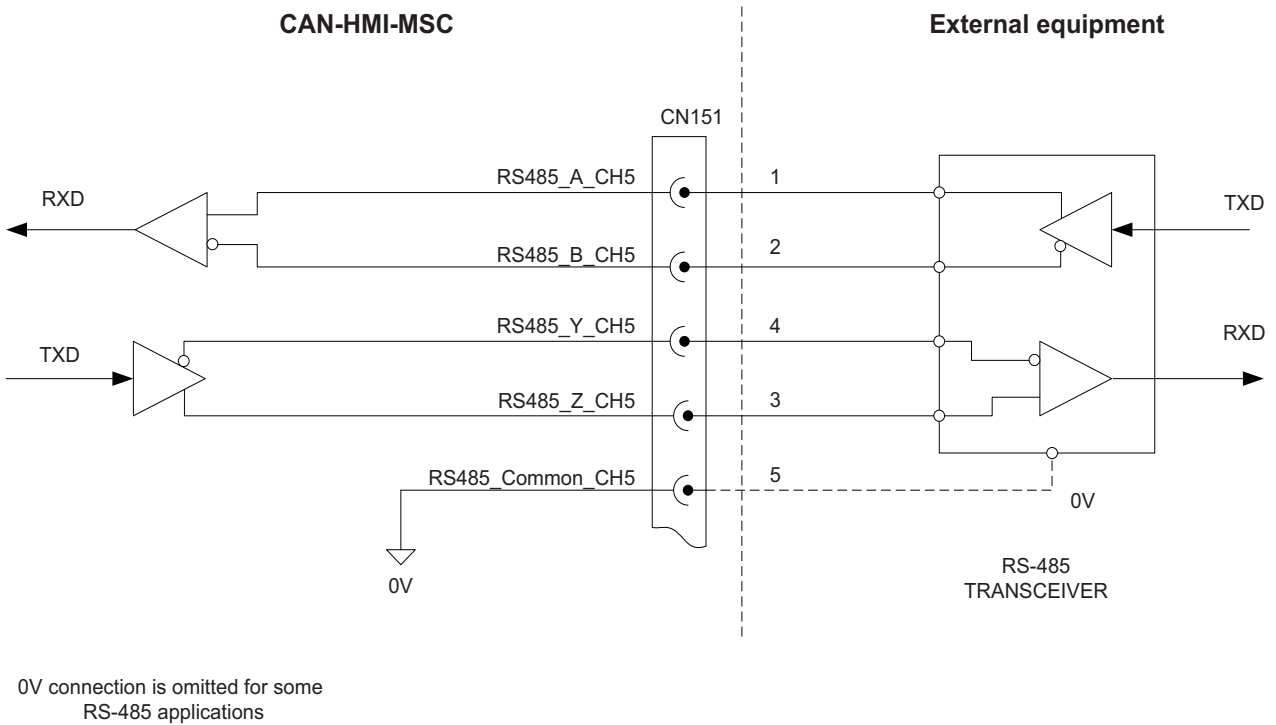 CAN-HMI-MSC
External equipment
CN151
RS485_A_CH5
1
RXD
TXD
RS485_B_CH5
2
RS485_Y_CH5
4
TXD
RXD
RS485_Z_CH5
3
RS485_Common_CH5
5
0V
0V
RS-485
TRANSCEIVER
0V connection is omitted for some
RS-485 applications